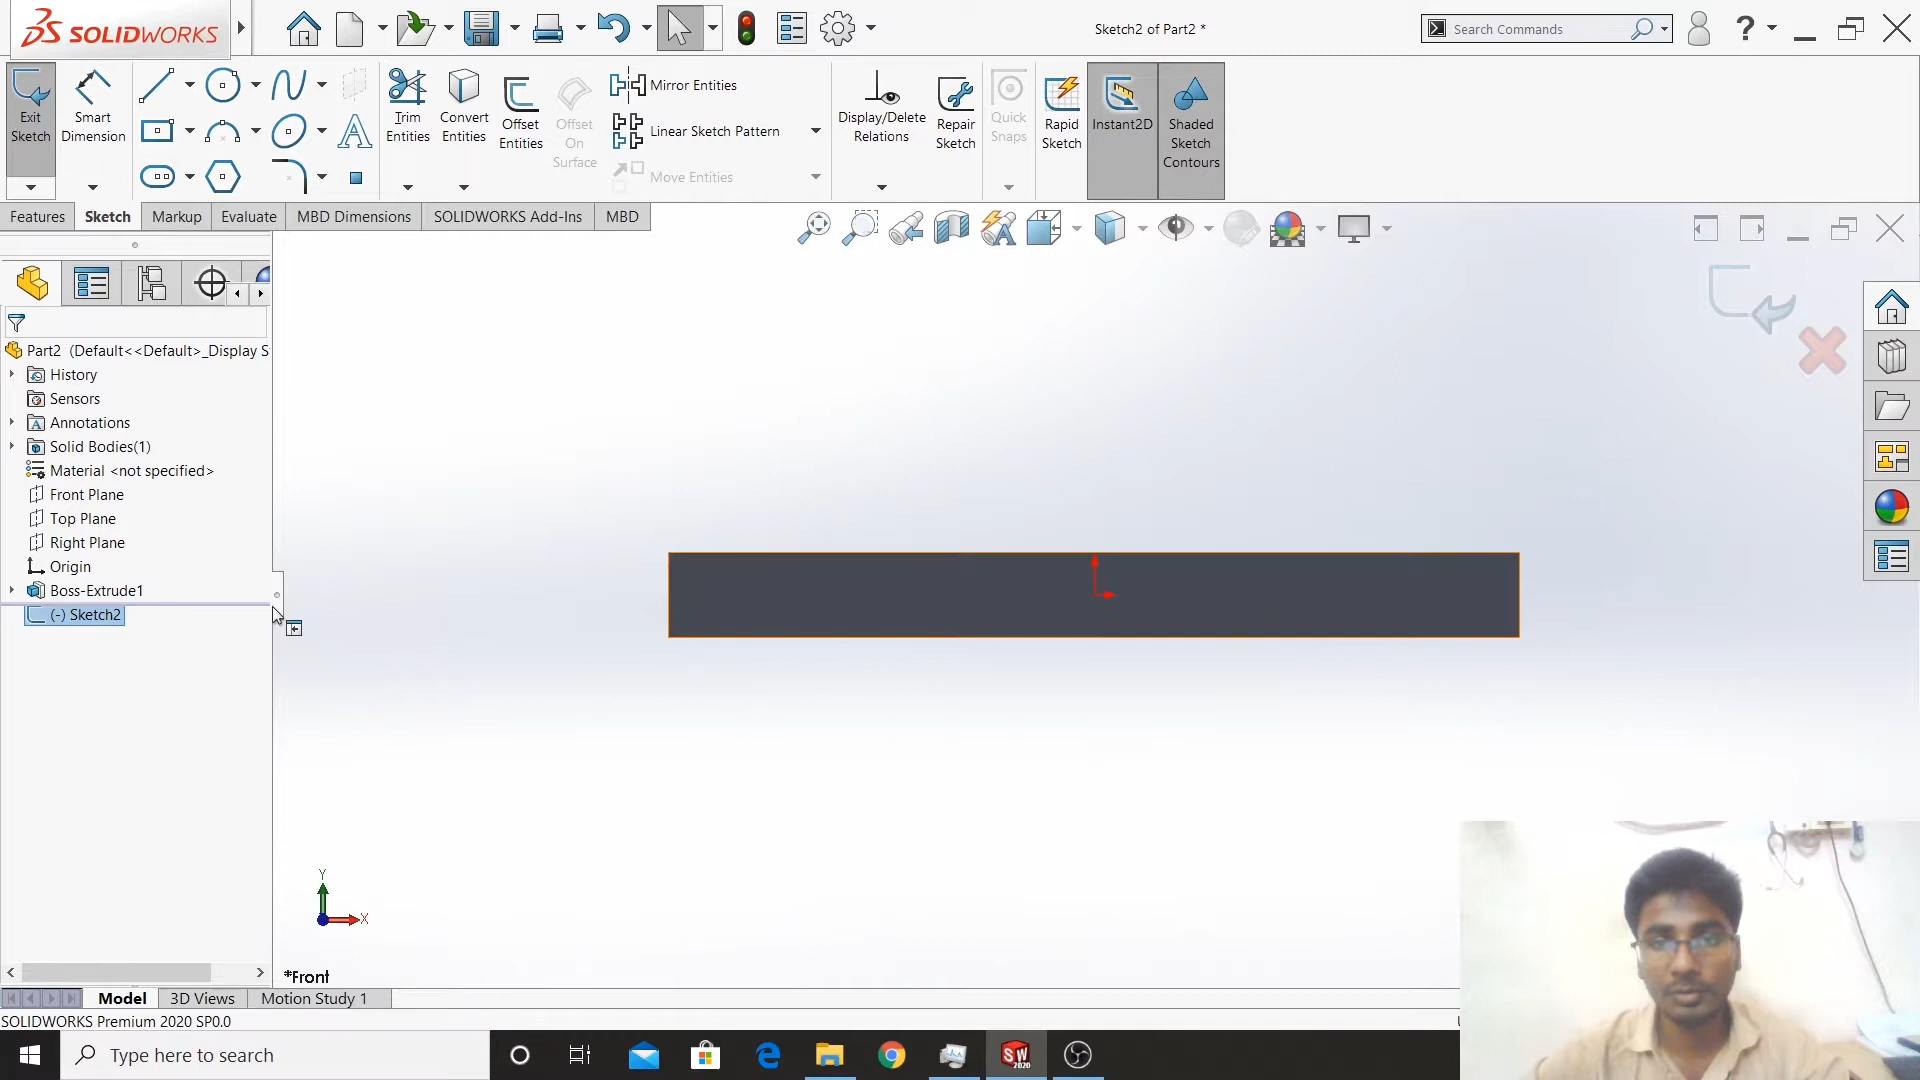 SOLIDWORKS
Sketch2 of Part2 *
Search Commands
?
Exit Sketch
Smart Dimension
Trim Entities
Convert Entities
Offset Entities
Offset On Surface
Mirror Entities
Linear Sketch Pattern
Move Entities
Display/Delete Relations
Repair Sketch
Quick Snaps
Rapid Sketch
Instant2D
Shaded Sketch Contours
Features
Sketch
Markup
Evaluate
MBD Dimensions
SOLIDWORKS Add-Ins
MBD
Part2 (Default<<Default>_Display S
History
Sensors
Annotations
Solid Bodies(1)
Material <not specified>
Front Plane
Top Plane
Right Plane
Origin
Boss-Extrude1
(-) Sketch2
Y
X
*Front
Model
3D Views
Motion Study 1
SOLIDWORKS Premium 2020 SP0.0
Type here to search
SW
2020